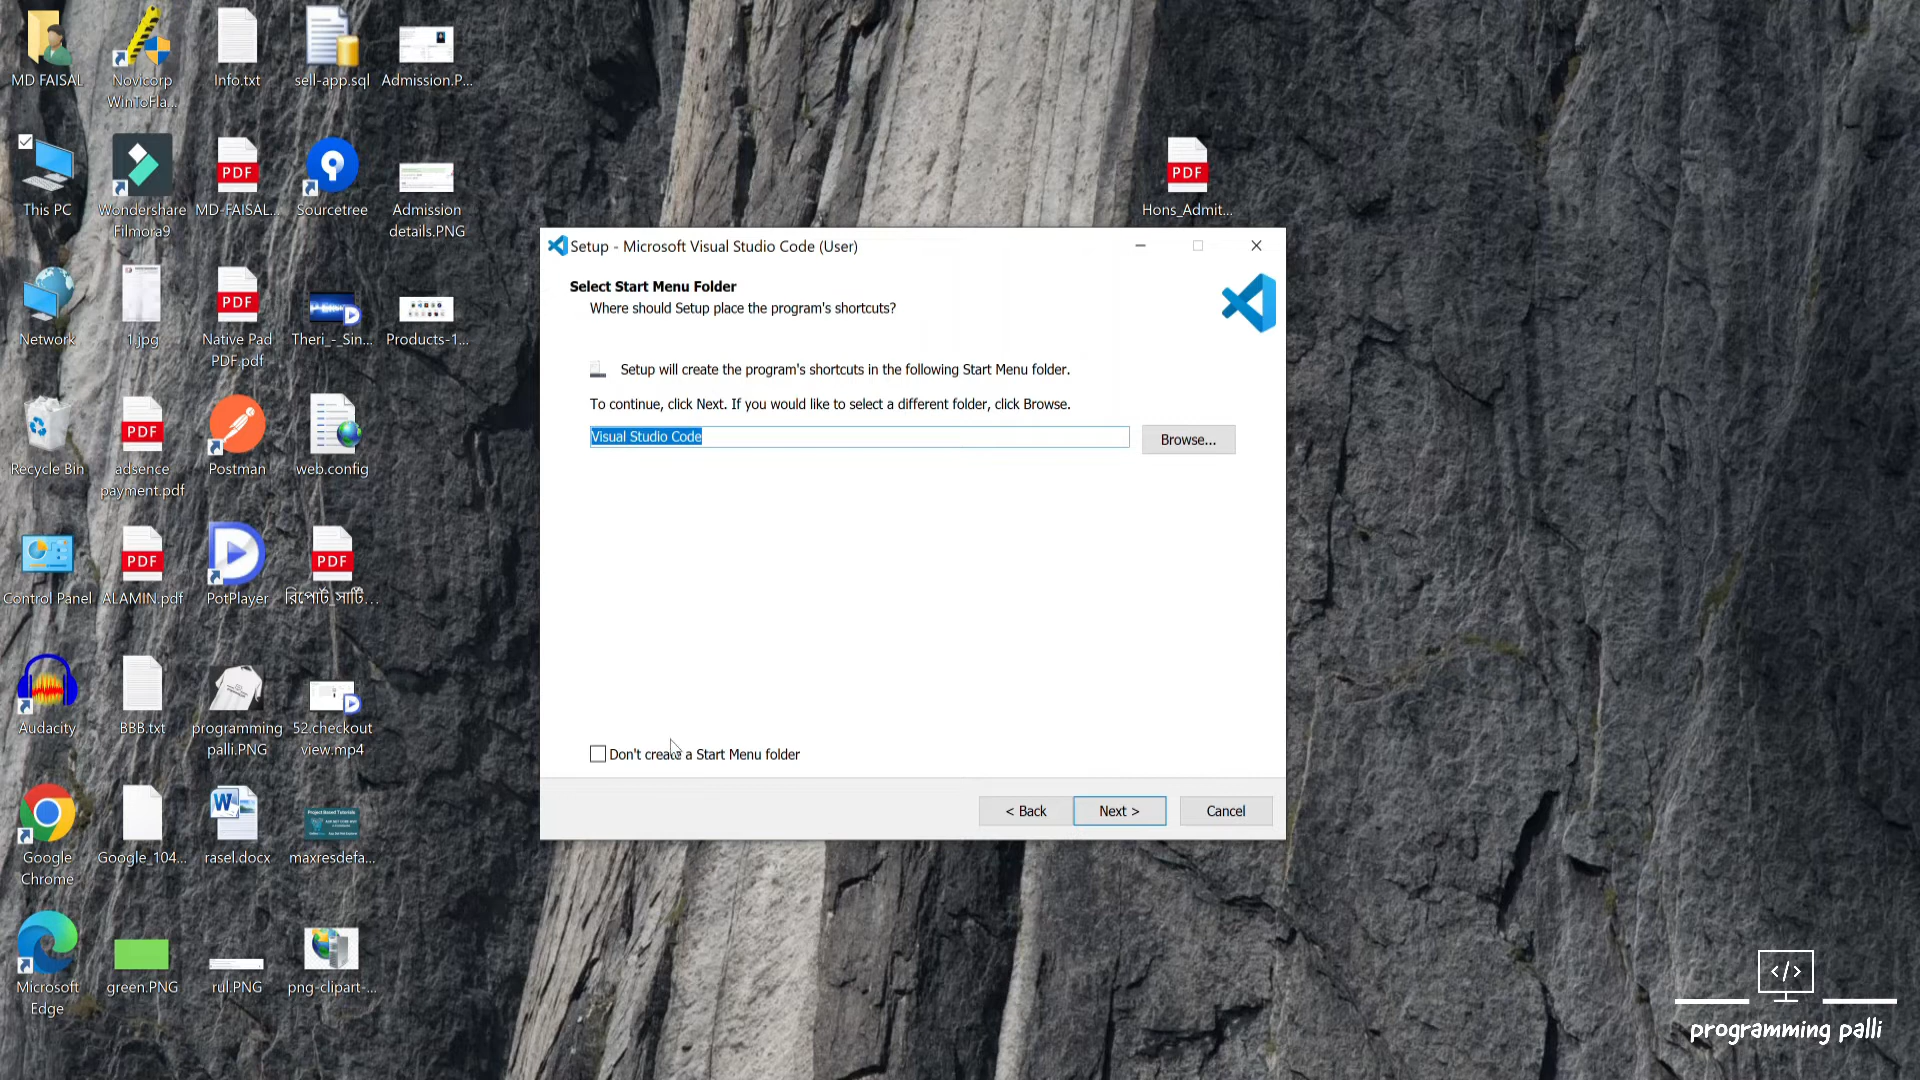 MD FAISAL
Novicorp
WinToFla...
Info.txt
sell-app.sql
Admission.P...
This PC
Wondershare
Filmora9
PDF
MD-FAISAL...
Sourcetree
Admission
details.PNG
PDF
Hons_Admit...
Network
1.jpg
PDF
Native Pad
PDF.pdf
Theri_-_Sin...
Products-1...
Recycle Bin
PDF
adsence
payment.pdf
Postman
web.config
Control Panel
PDF
ALAMIN.pdf
PotPlayer
PDF
রিপোর্ট সার্টি...
Audacity
BBB.txt
programming
palli.PNG
52.checkout
view.mp4
Google
Chrome
Google_104...
W
rasel.docx
Project Based Tutorials
maxresdefa...
Microsoft
Edge
green.PNG
rul.PNG
png-clipart-...
Setup - Microsoft Visual Studio Code (User)
Select Start Menu Folder
Where should Setup place the program's shortcuts?
Setup will create the program's shortcuts in the following Start Menu folder.
To continue, click Next. If you would like to select a different folder, click Browse.
Visual Studio Code
Browse...
Don't create a Start Menu folder
< Back
Next >
Cancel
</>
programming palli